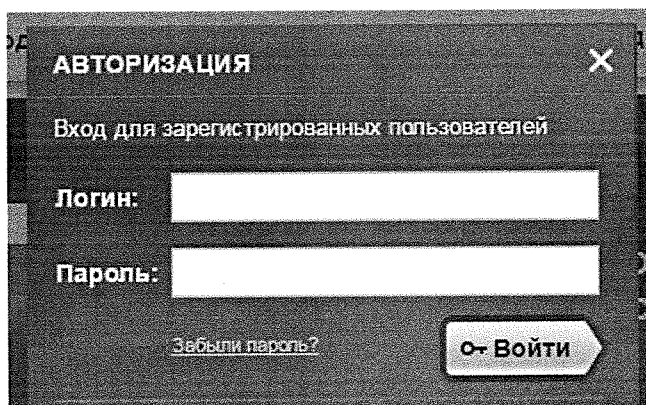 АВТОРИЗАЦИЯ
Вход для зарегистрированных пользователей
Логин:
Пароль:
Забыли пароль?
Войти